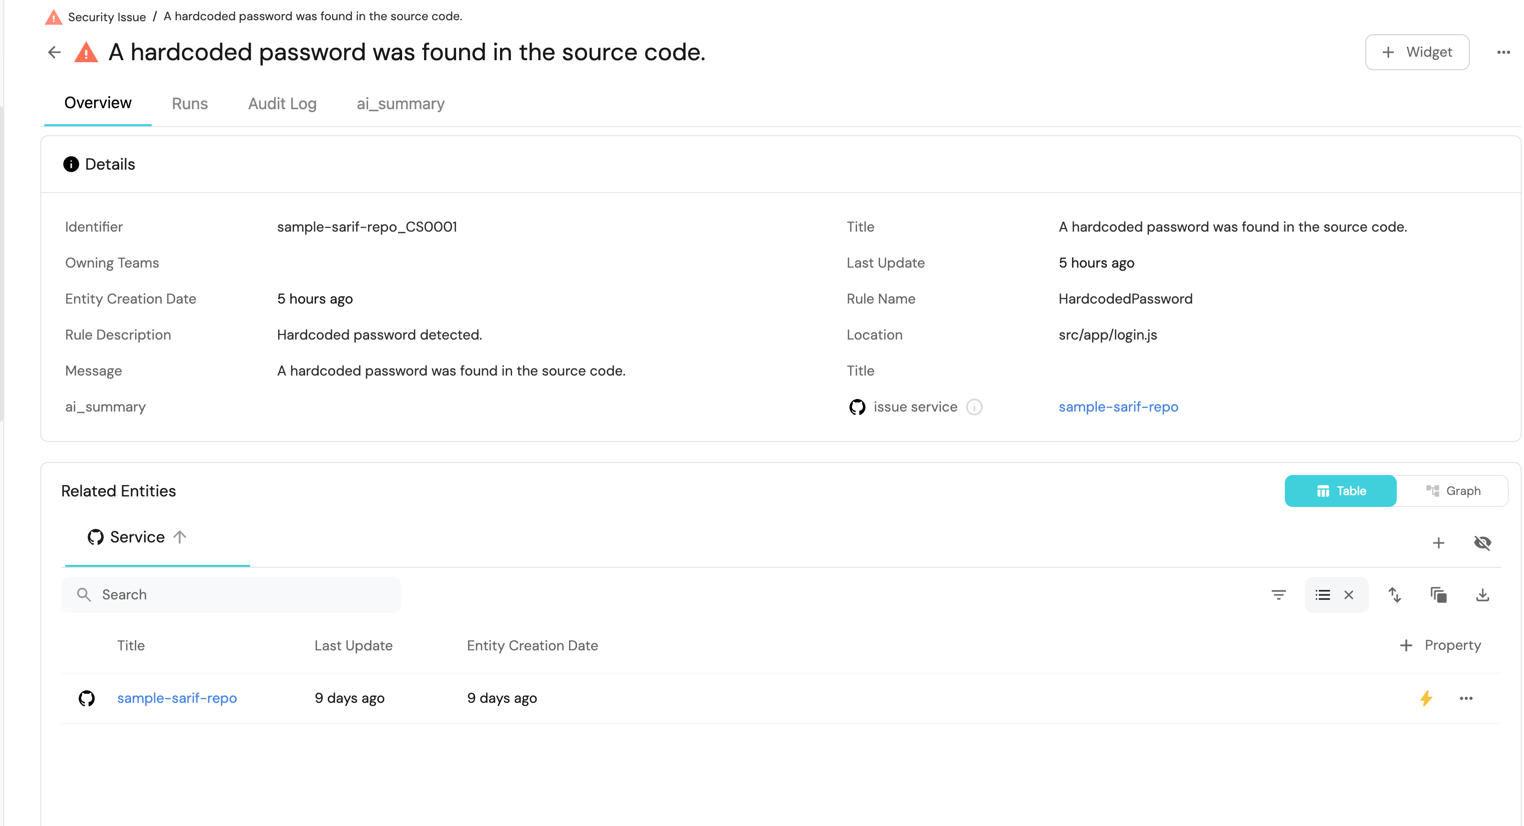 Security Issue / A hardcoded password was found in the source code.
A hardcoded password was found in the source code.
+ Widget
Overview Runs Audit Log ai_summary
Details
Identifier sample-sarif-repo_CS0001 Title A hardcoded password was found in the source code.
Owning Teams Last Update 5 hours ago
Entity Creation Date 5 hours ago Rule Name HardcodedPassword
Rule Description Hardcoded password detected. Location src/app/login.js
Message A hardcoded password was found in the source code. Title
ai_summary issue service sample-sarif-repo
Related Entities Table Graph
Service
Search
Title Last Update Entity Creation Date + Property
sample-sarif-repo 9 days ago 9 days ago